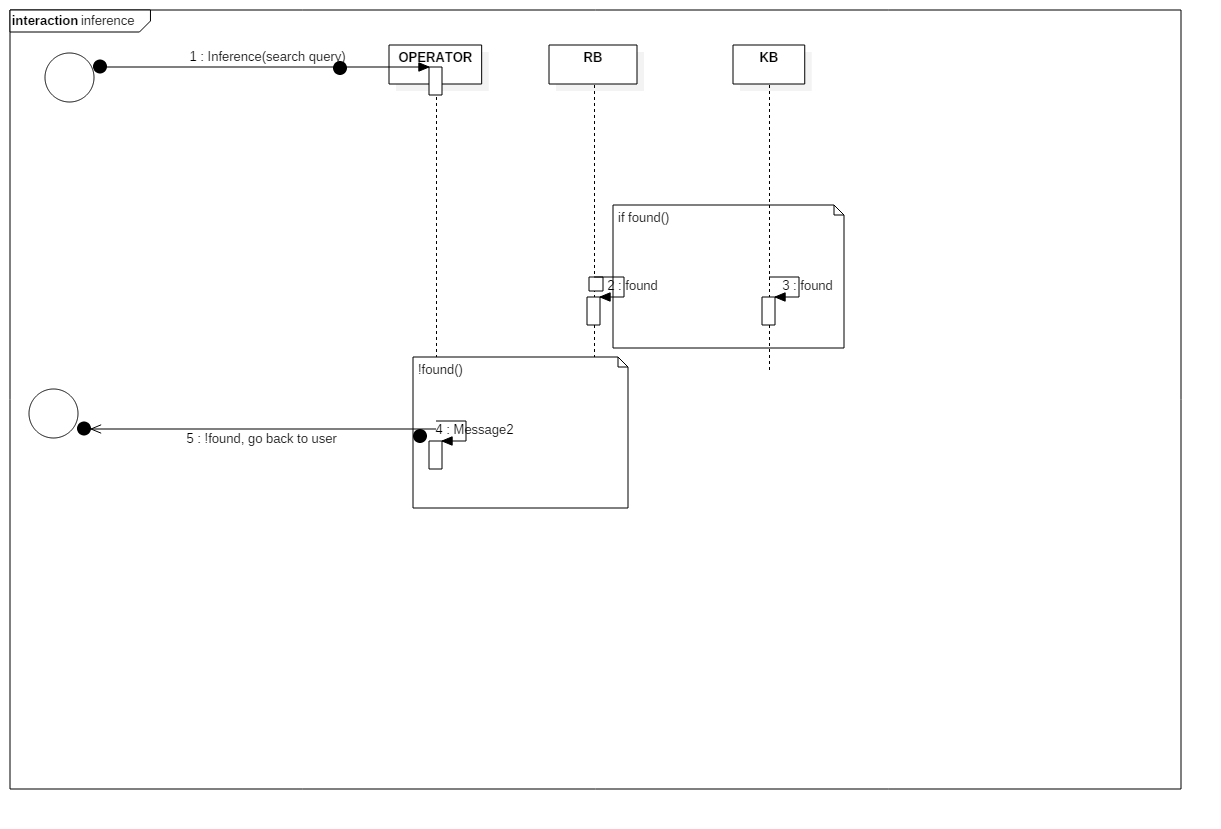 interaction inference
1 : Inference(search query)
OPERATOR
RB
KB
if found()
2 : found
3 : found
!found()
4 : Message2
5 : !found, go back to user